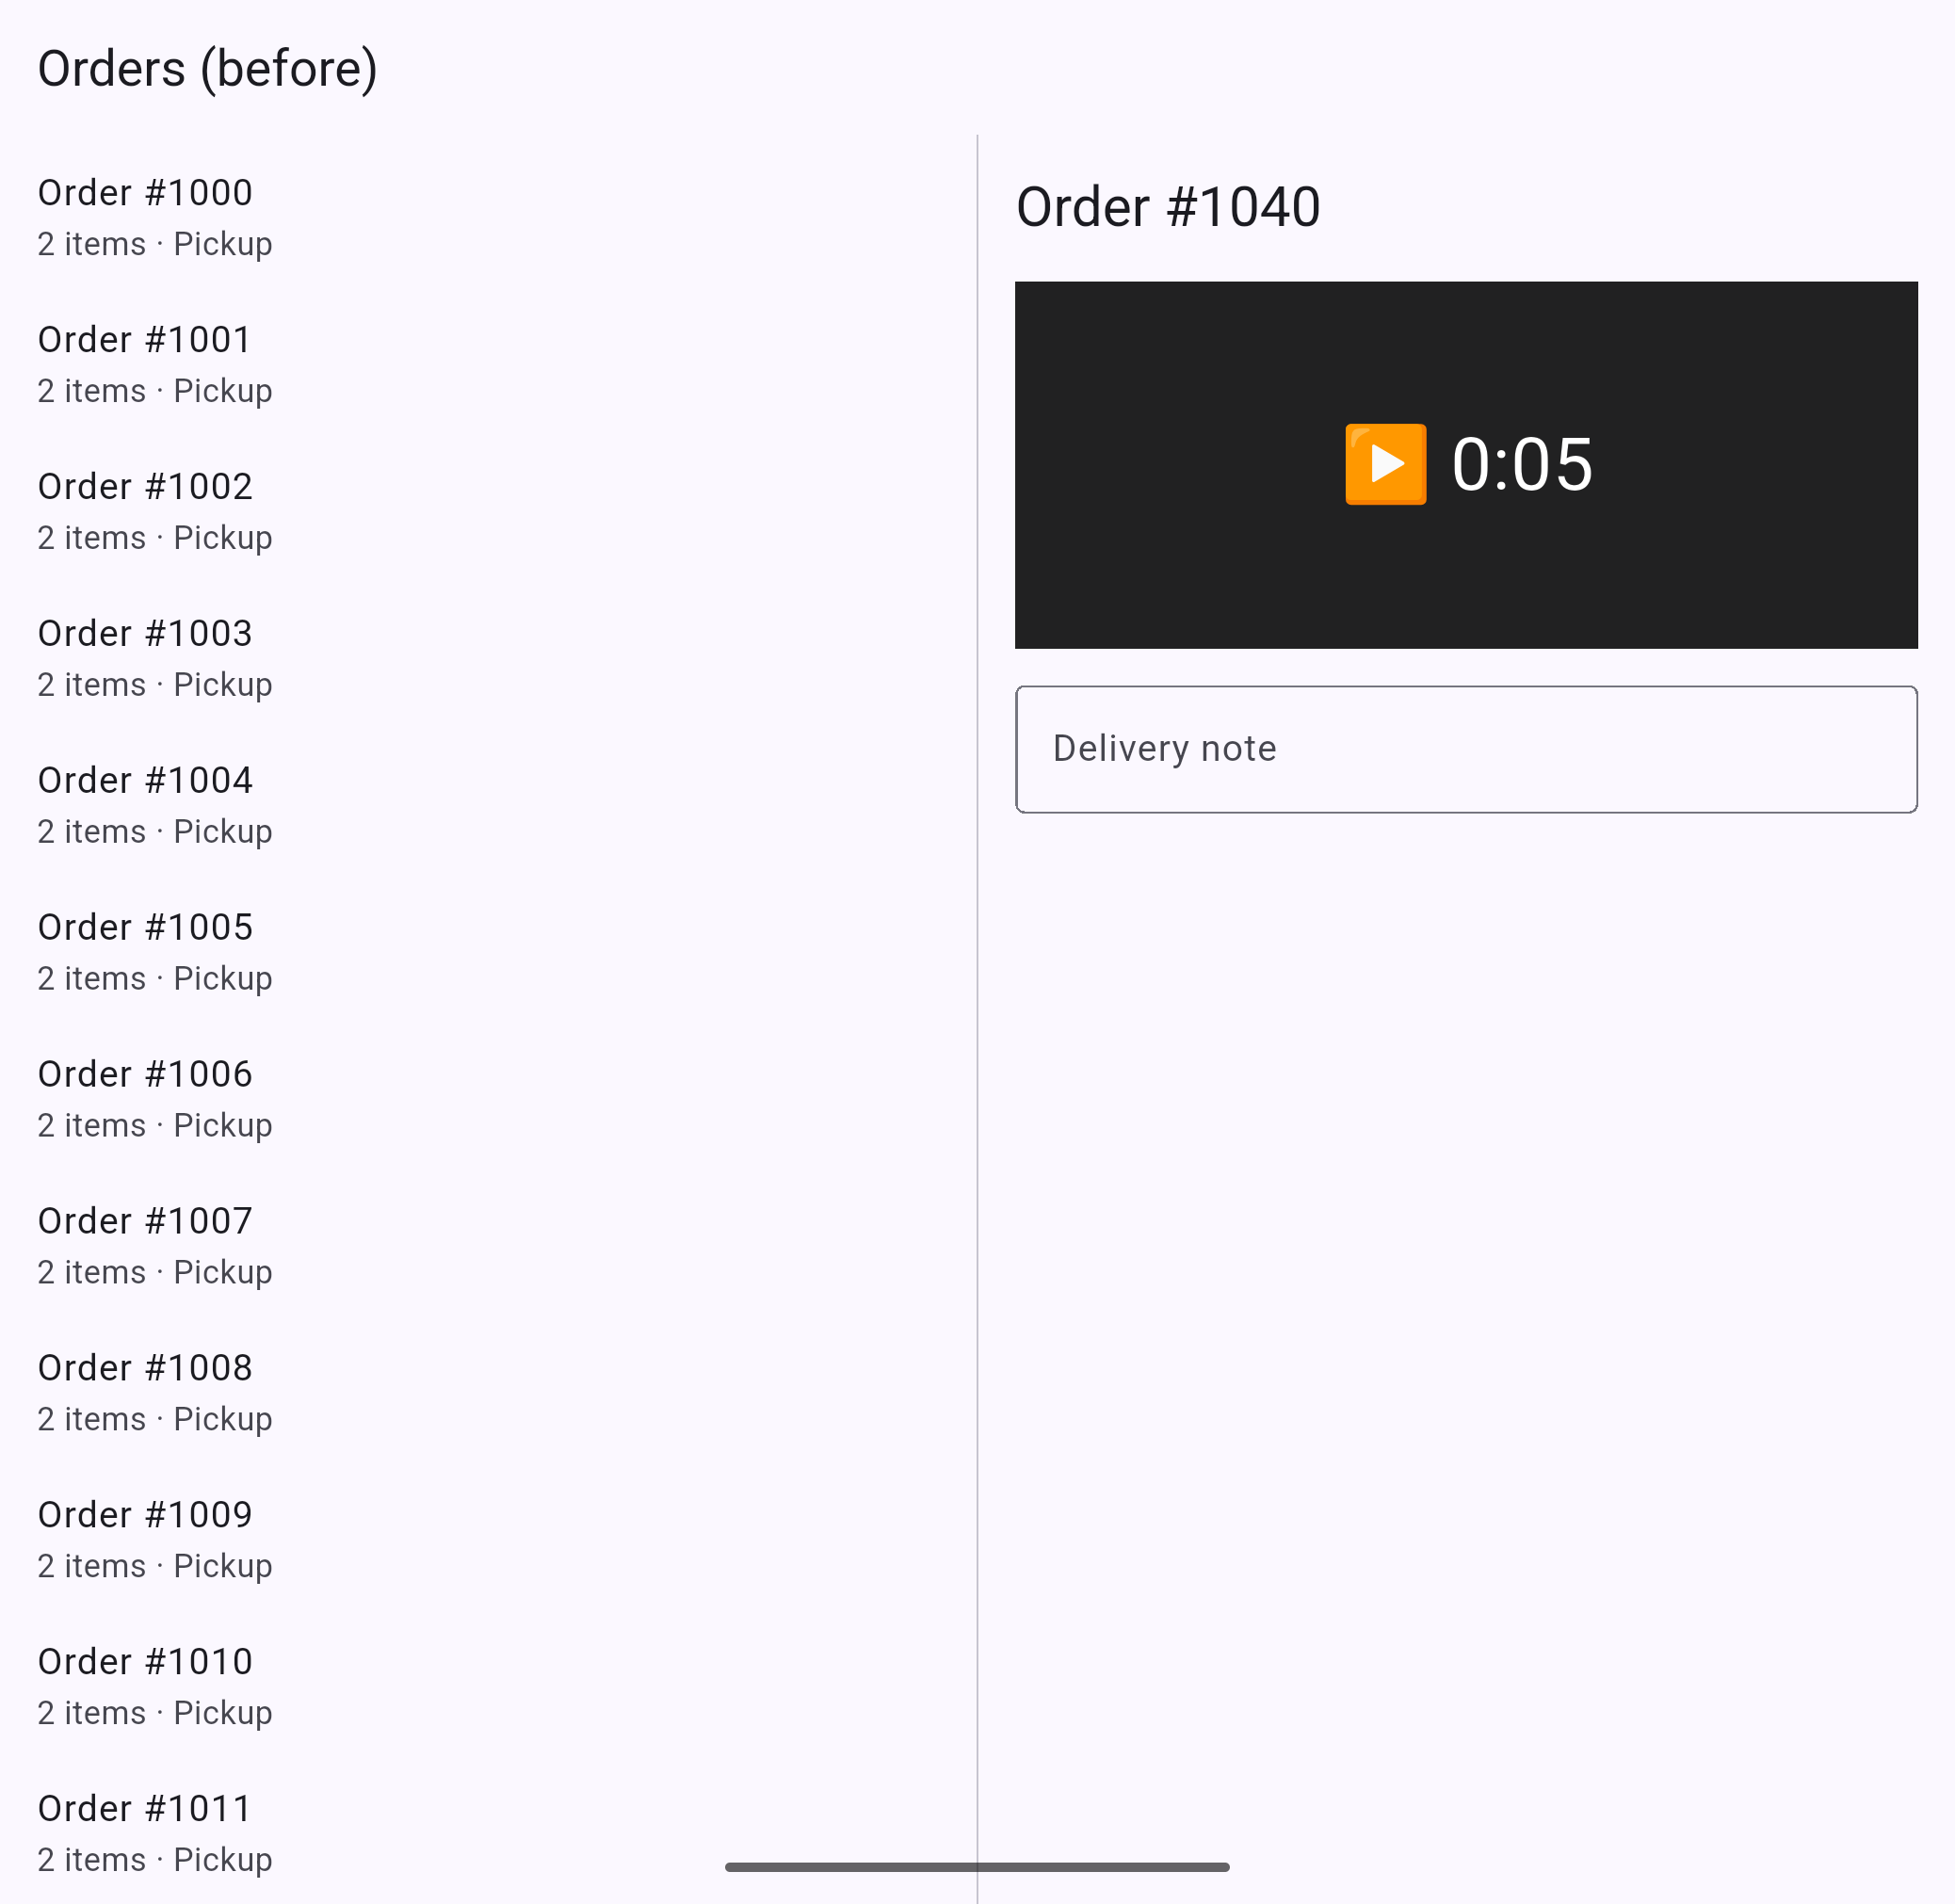 Orders (before)
Order #1000
2 items · Pickup
Order #1001
2 items · Pickup
Order #1002
2 items · Pickup
Order #1003
2 items · Pickup
Order #1004
2 items · Pickup
Order #1005
2 items · Pickup
Order #1006
2 items · Pickup
Order #1007
2 items · Pickup
Order #1008
2 items · Pickup
Order #1009
2 items · Pickup
Order #1010
2 items · Pickup
Order #1011
2 items · Pickup
Order #1040
▶️ 0:05
Delivery note